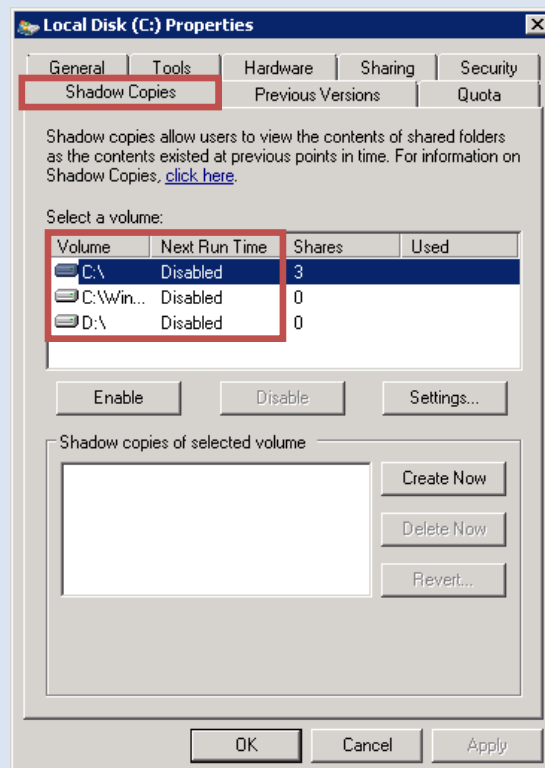 Local Disk (C:) Properties
General Tools Hardware Sharing Security
Shadow Copies Previous Versions Quota
Shadow copies allow users to view the contents of shared folders
as the contents existed at previous points in time. For information on
Shadow Copies, click here.
Select a volume:
Volume Next Run Time Shares Used
C:\ Disabled 3
C:\Win... Disabled 0
D:\ Disabled 0
Enable Disable Settings...
Shadow copies of selected volume
Create Now
Delete Now
Revert...
OK Cancel Apply